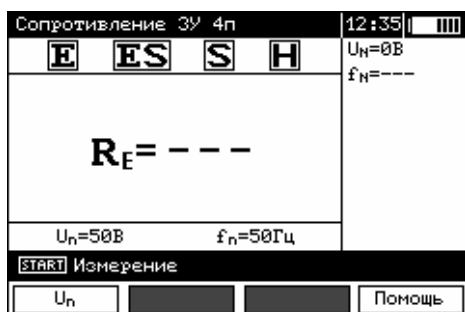 Сопротивление ЗУ 4п
12:35
E ES S H
U_N=0В
f_N=---
R_E=---
U_n=50В f_n=50Гц
START Измерение
U_n Помощь